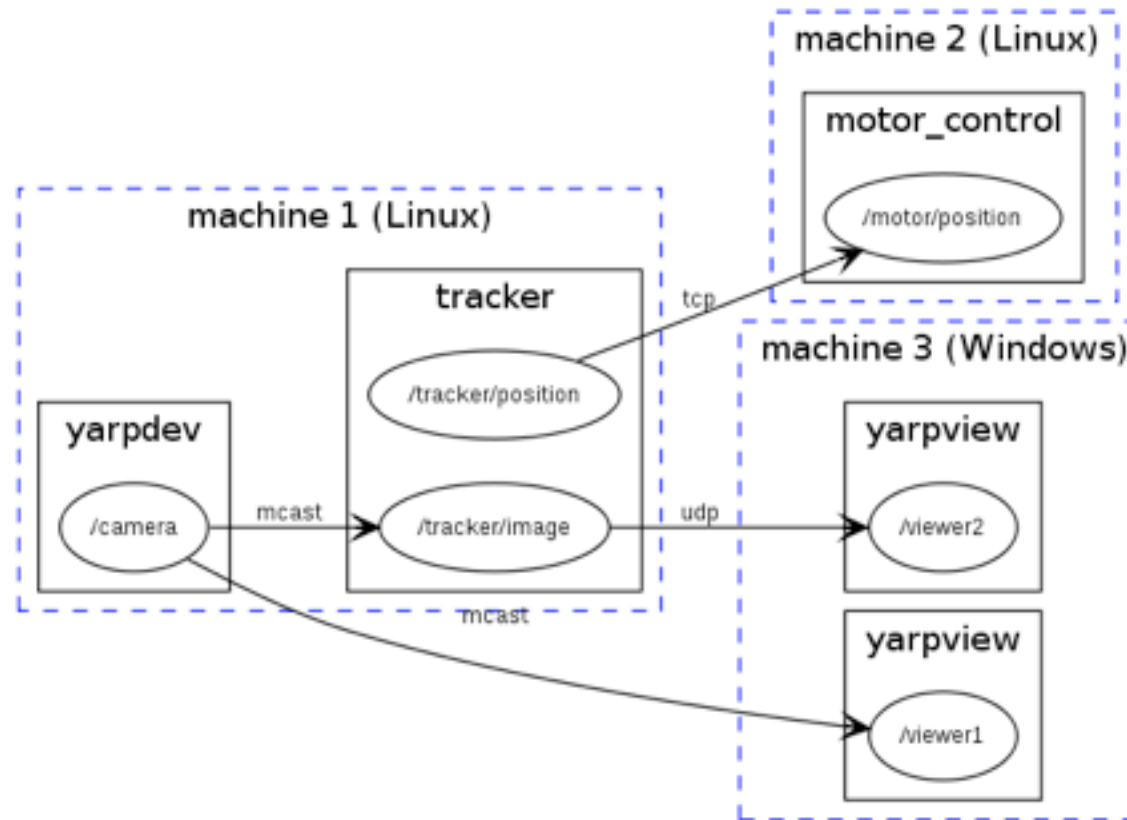 machine 2 (Linux)
motor_control
/motor/position
machine 1 (Linux)
tracker
tcp
/tracker/position
yarpdev
/camera
mcast
/tracker/image
udp
mcast
machine 3 (Windows)
yarpview
/viewer2
yarpview
/viewer1